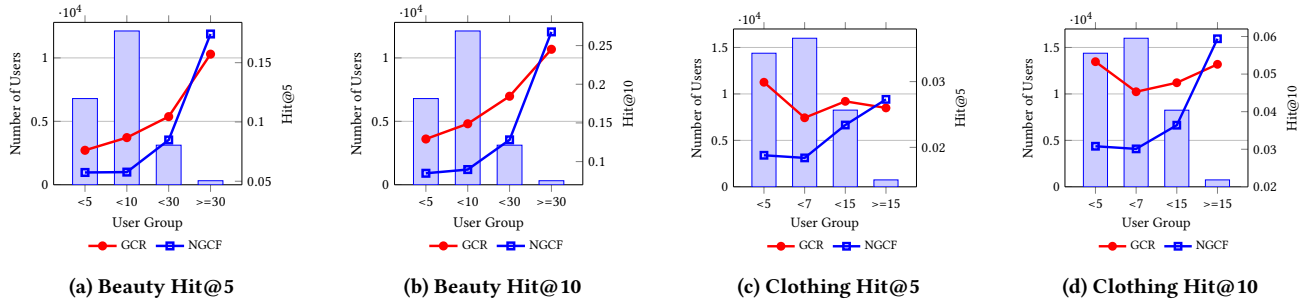 ·10⁴
1
0.5
0
Number of Users
0.15
0.1
0.05
Hit@5
<5 <10 <30 >=30
User Group
GCR NGCF
(a) Beauty Hit@5
·10⁴
1
0.5
0
Number of Users
0.25
0.2
0.15
0.1
Hit@10
<5 <10 <30 >=30
User Group
GCR NGCF
(b) Beauty Hit@10
·10⁴
1.5
1
0.5
0
Number of Users
0.03
0.02
Hit@5
<5 <7 <15 >=15
User Group
GCR NGCF
(c) Clothing Hit@5
·10⁴
1.5
1
0.5
0
Number of Users
0.06
0.05
0.04
0.03
0.02
Hit@10
<5 <7 <15 >=15
User Group
GCR NGCF
(d) Clothing Hit@10